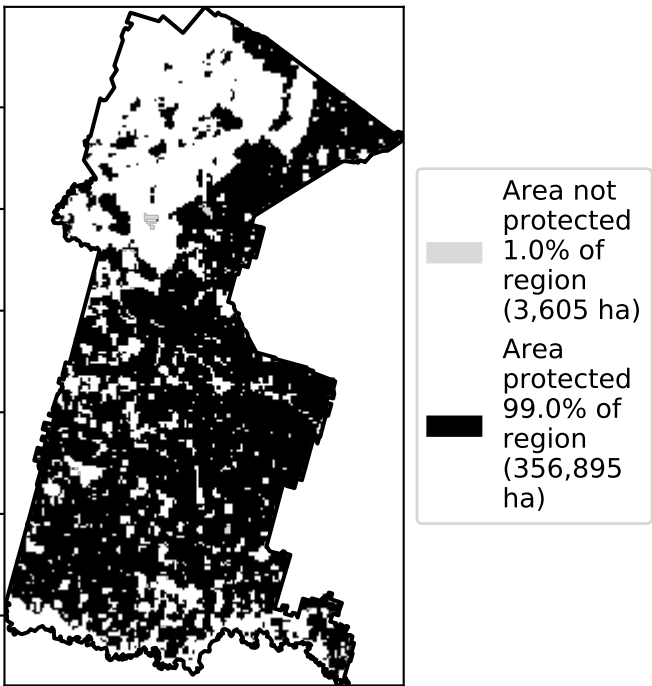 Area not
protected
1.0% of
region
(3,605 ha)
Area
protected
99.0% of
region
(356,895
ha)